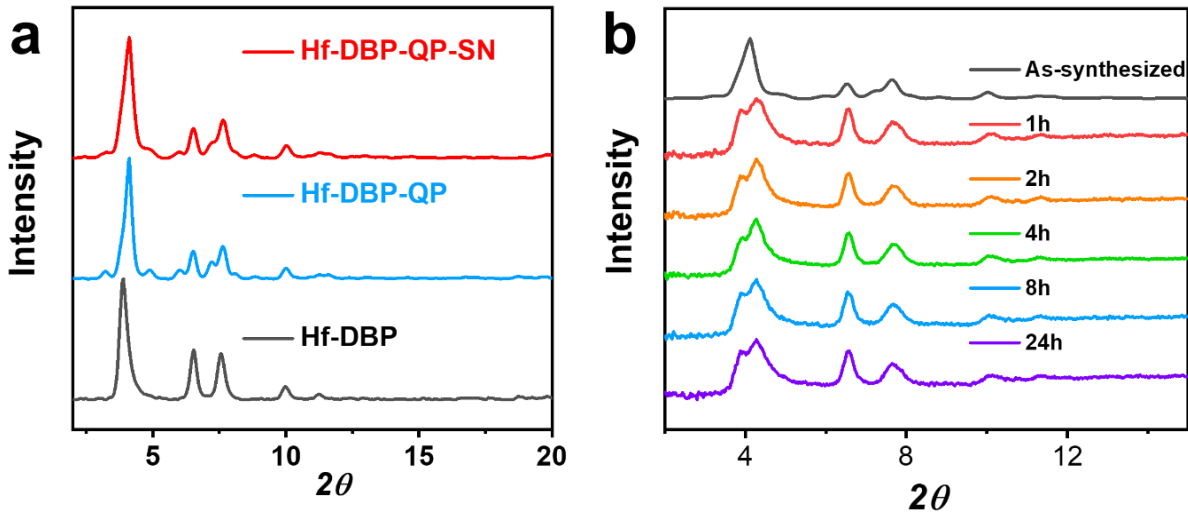 a
Intensity
Hf-DBP-QP-SN
Hf-DBP-QP
Hf-DBP
5 10 15 20
2θ
b
Intensity
As-synthesized
1h
2h
4h
8h
24h
4 8 12
2θ